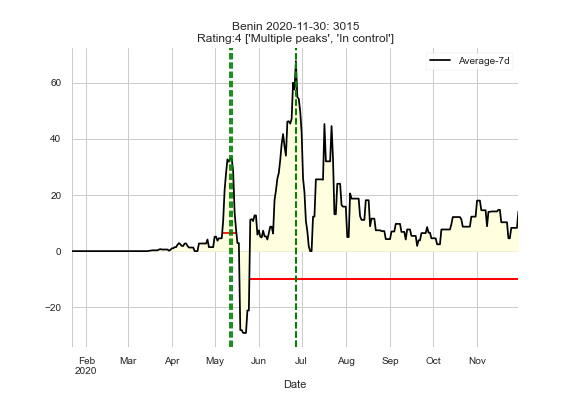 Benin 2020-11-30: 3015
Rating:4 ['Multiple peaks', 'In control']
Average-7d
60
40
20
0
−20
Feb Mar Apr May Jun Jul Aug Sep Oct Nov
2020
Date